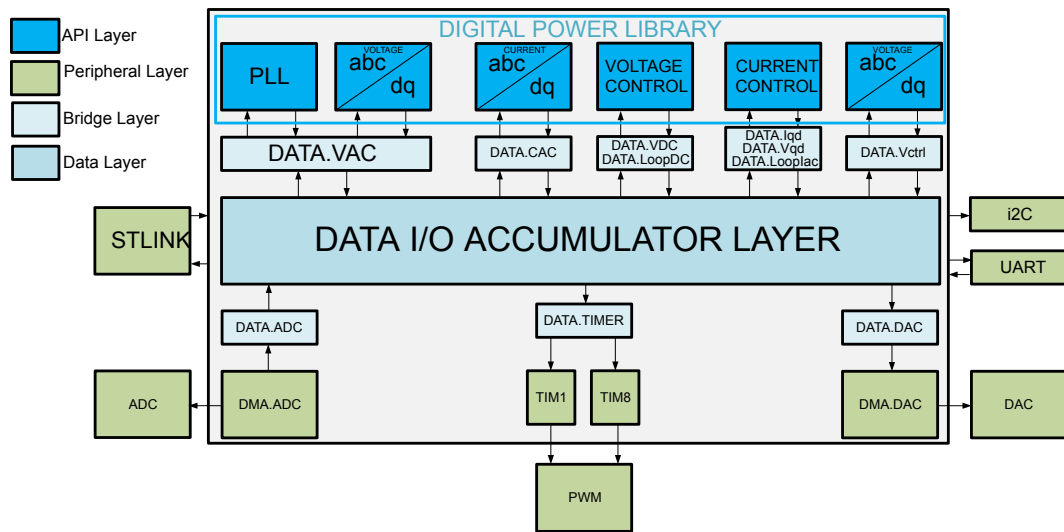 DIGITAL POWER LIBRARY
API Layer
Peripheral Layer
Bridge Layer
Data Layer
PLL
VOLTAGE
abc
dq
CURRENT
abc
dq
VOLTAGE
CONTROL
CURRENT
CONTROL
VOLTAGE
abc
dq
DATA.VAC
DATA.CAC
DATA.VDC
DATA.LoopDC
DATA.Iqd
DATA.Vqd
DATA.LoopIac
DATA.Vctrl
STLINK
DATA I/O ACCUMULATOR LAYER
i2C
UART
DATA.ADC
DATA.TIMER
DATA.DAC
ADC
DMA.ADC
TIM1
TIM8
DMA.DAC
DAC
PWM